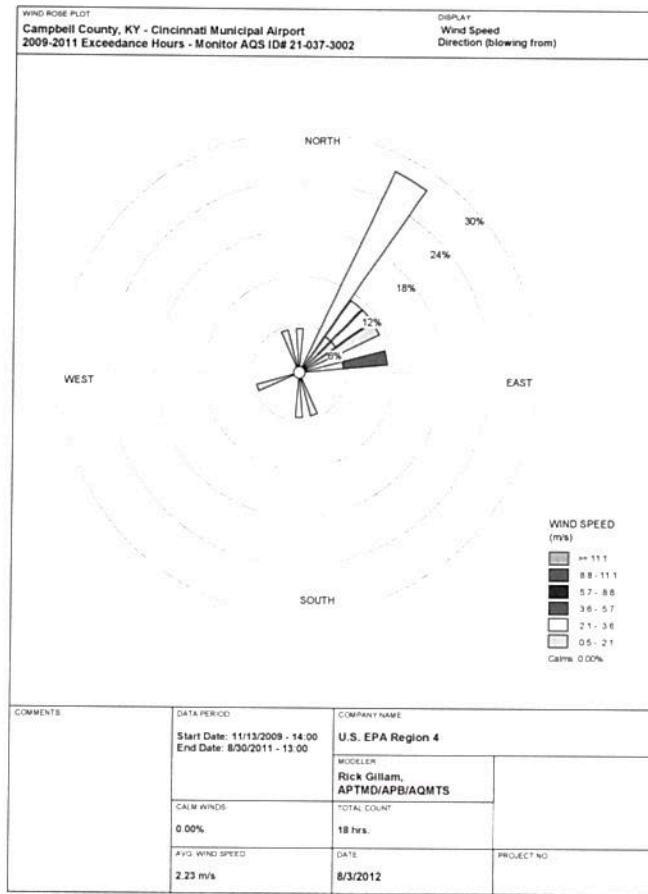 WIND ROSE PLOT
Campbell County, KY - Cincinnati Municipal Airport
2009-2011 Exceedance Hours - Monitor AQS ID# 21-037-3002
DISPLAY
Wind Speed
Direction (blowing from)
NORTH
30%
24%
18%
12%
6%
WEST
EAST
SOUTH
WIND SPEED
(m/s)
>= 11.1
8.8 - 11.1
5.7 - 8.8
3.6 - 5.7
2.1 - 3.6
0.5 - 2.1
Calms: 0.00%
COMMENTS:
DATA PERIOD:
Start Date: 11/13/2009 - 14:00
End Date: 8/30/2011 - 13:00
COMPANY NAME:
U.S. EPA Region 4
MODELER:
Rick Gillam,
APTMD/APB/AQMTS
CALM WINDS:
0.00%
TOTAL COUNT:
18 hrs.
AVG. WIND SPEED:
2.23 m/s
DATE:
8/3/2012
PROJECT NO.: